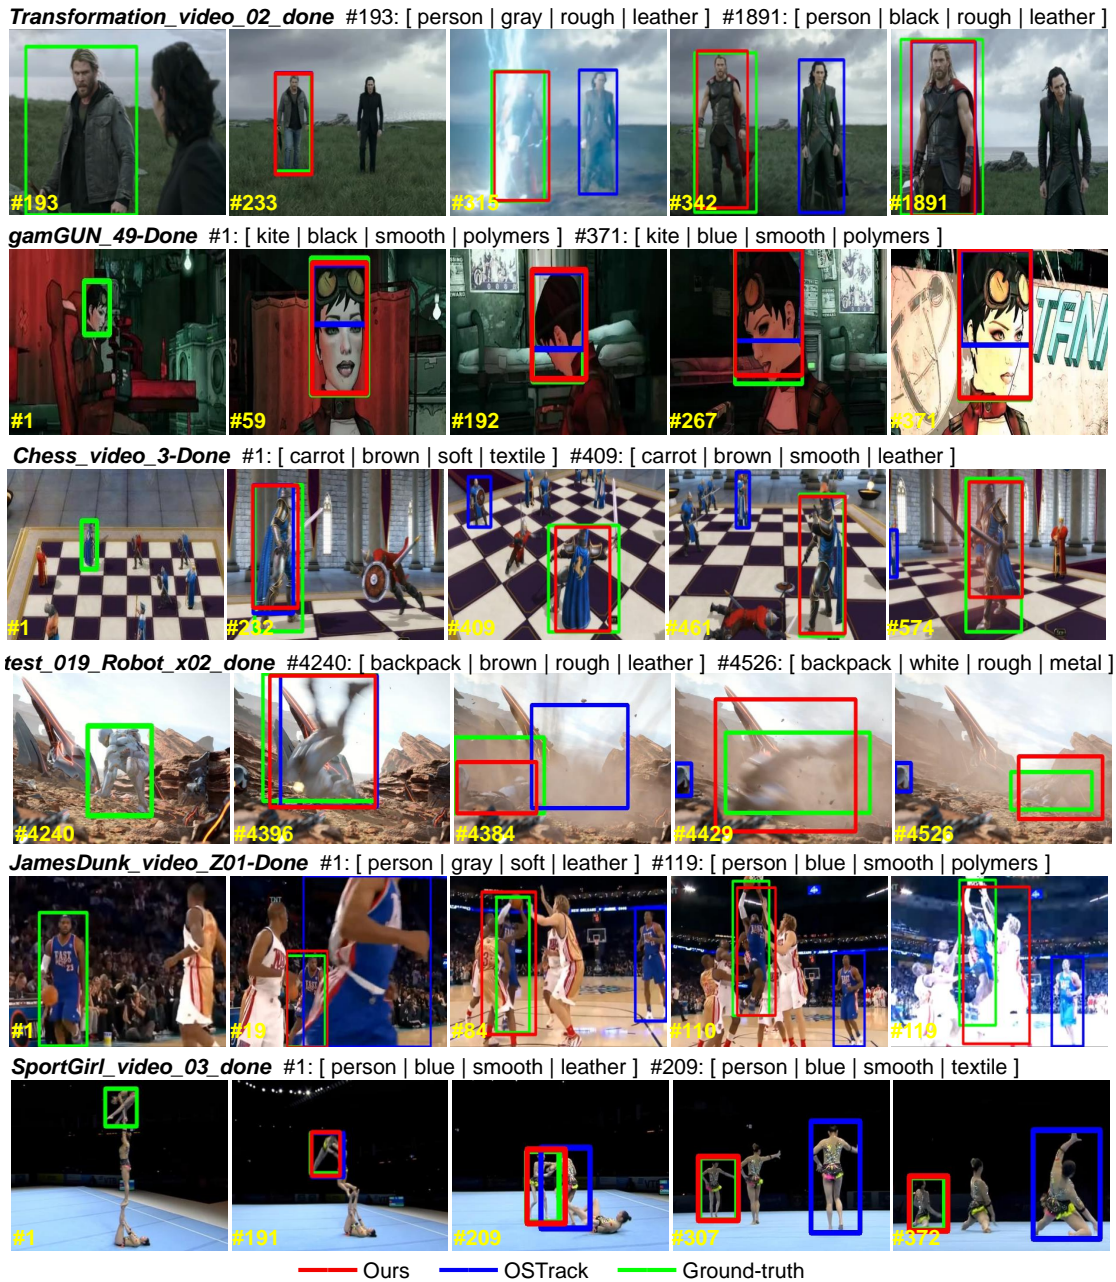 Transformation_video_02_done #193: [ person | gray | rough | leather ] #1891: [ person | black | rough | leather ]
#193 #233 #315 #342 #1891
gamGUN_49-Done #1: [ kite | black | smooth | polymers ] #371: [ kite | blue | smooth | polymers ]
TAN
#1 #59 #192 #267 #371
Chess_video_3-Done #1: [ carrot | brown | soft | textile ] #409: [ carrot | brown | smooth | leather ]
#1 #232 #409 #461 #574
test_019_Robot_x02_done #4240: [ backpack | brown | rough | leather ] #4526: [ backpack | white | rough | metal ]
#4240 #4396 #4384 #4429 #4526
JamesDunk_video_Z01-Done #1: [ person | gray | soft | leather ] #119: [ person | blue | smooth | polymers ]
TNT
EAST
23
#1 #19 #84 #110 #119
SportGirl_video_03_done #1: [ person | blue | smooth | leather ] #209: [ person | blue | smooth | textile ]
#1 #191 #209 #307 #372
Ours OSTrack Ground-truth